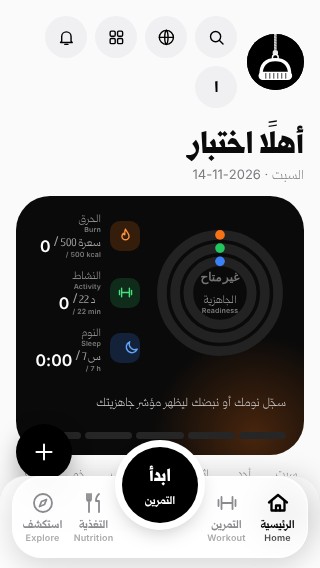 ا
أهلًا اختبار
السبت · 2026-11-14
غير متاح
الجاهزية
Readiness
الحرق
Burn
0 / 500 سعرة
/ 500 kcal
النشاط
Activity
0 / 22 د
/ 22 min
النوم
Sleep
0:00 / 7 س
/ 7 h
سجّل نومك أو نبضك ليظهر مؤشر جاهزيتك
الرئيسية
Home
التمرين
Workout
ابدأ
التمرين
التغذية
Nutrition
استكشف
Explore